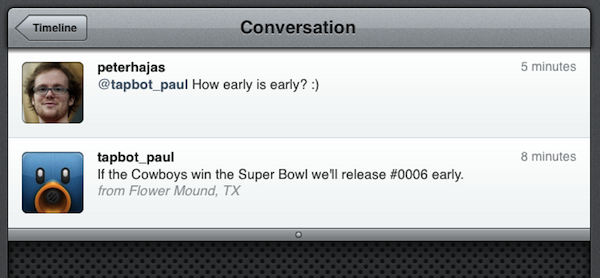 Timeline
Conversation
peterhajas
5 minutes
@tapbot_paul How early is early? :)
tapbot_paul
8 minutes
If the Cowboys win the Super Bowl we'll release #0006 early.
from Flower Mound, TX